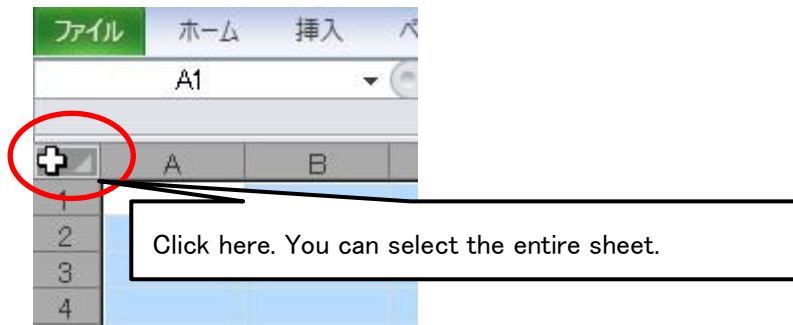 ファイル ホーム 挿入
A1
A B
1
2
Click here. You can select the entire sheet.
3
4